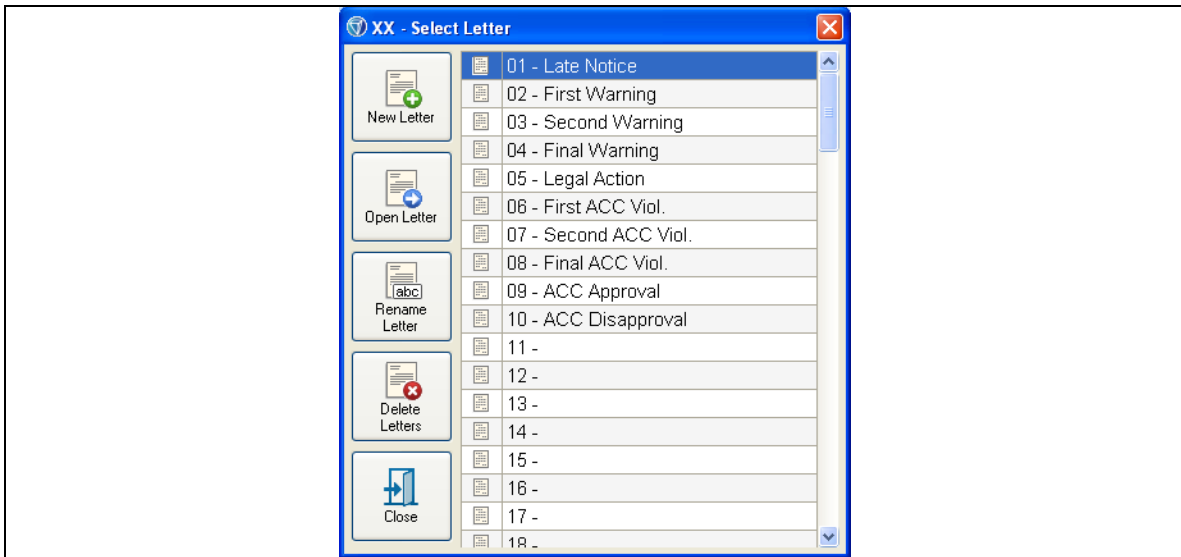 XX - Select Letter
New Letter
Open Letter
abc
Rename
Letter
Delete
Letters
Close
01 - Late Notice
02 - First Warning
03 - Second Warning
04 - Final Warning
05 - Legal Action
06 - First ACC Viol.
07 - Second ACC Viol.
08 - Final ACC Viol.
09 - ACC Approval
10 - ACC Disapproval
11 -
12 -
13 -
14 -
15 -
16 -
17 -
18 -